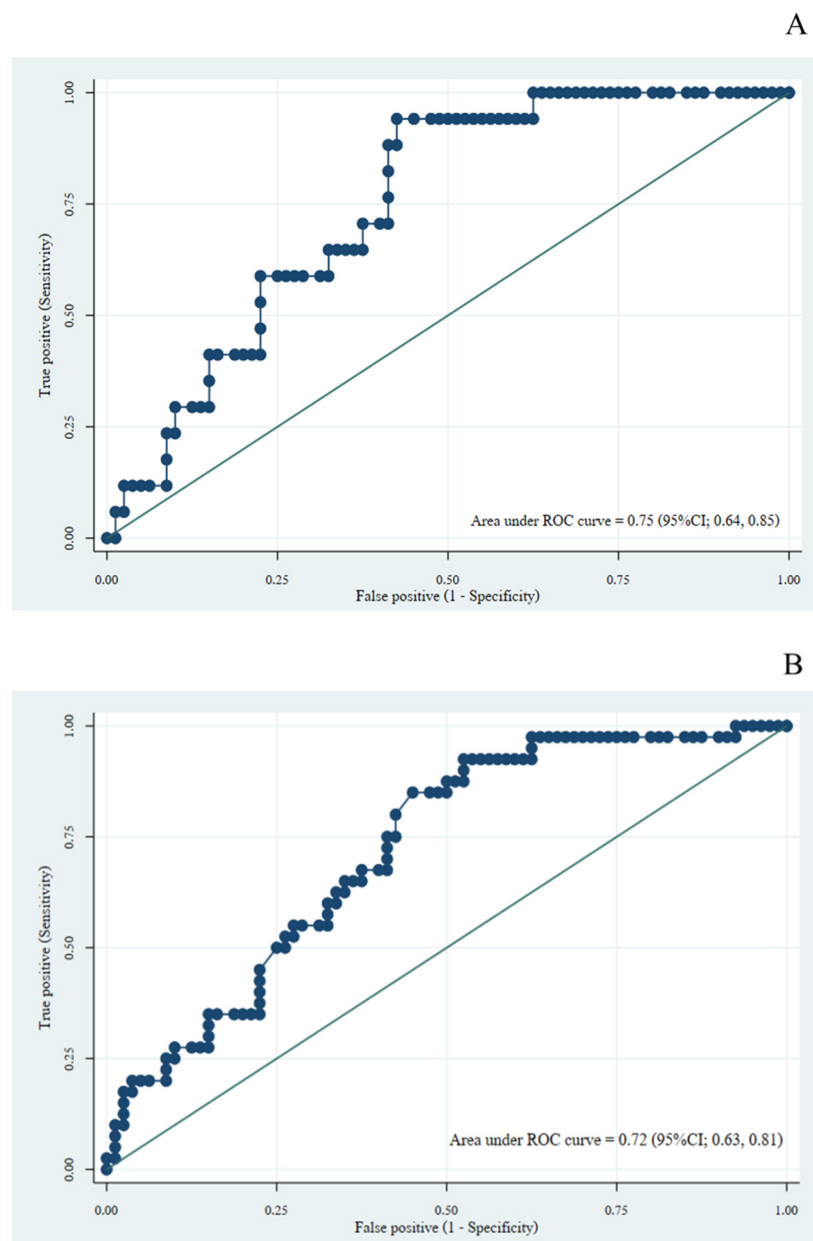 A
True positive (Sensitivity)
1.00
0.75
0.50
0.25
0.00
Area under ROC curve = 0.75 (95%CI; 0.64, 0.85)
0.00 0.25 0.50 0.75 1.00
False positive (1 - Specificity)
B
True positive (Sensitivity)
1.00
0.75
0.50
0.25
0.00
Area under ROC curve = 0.72 (95%CI; 0.63, 0.81)
0.00 0.25 0.50 0.75 1.00
False positive (1 - Specificity)